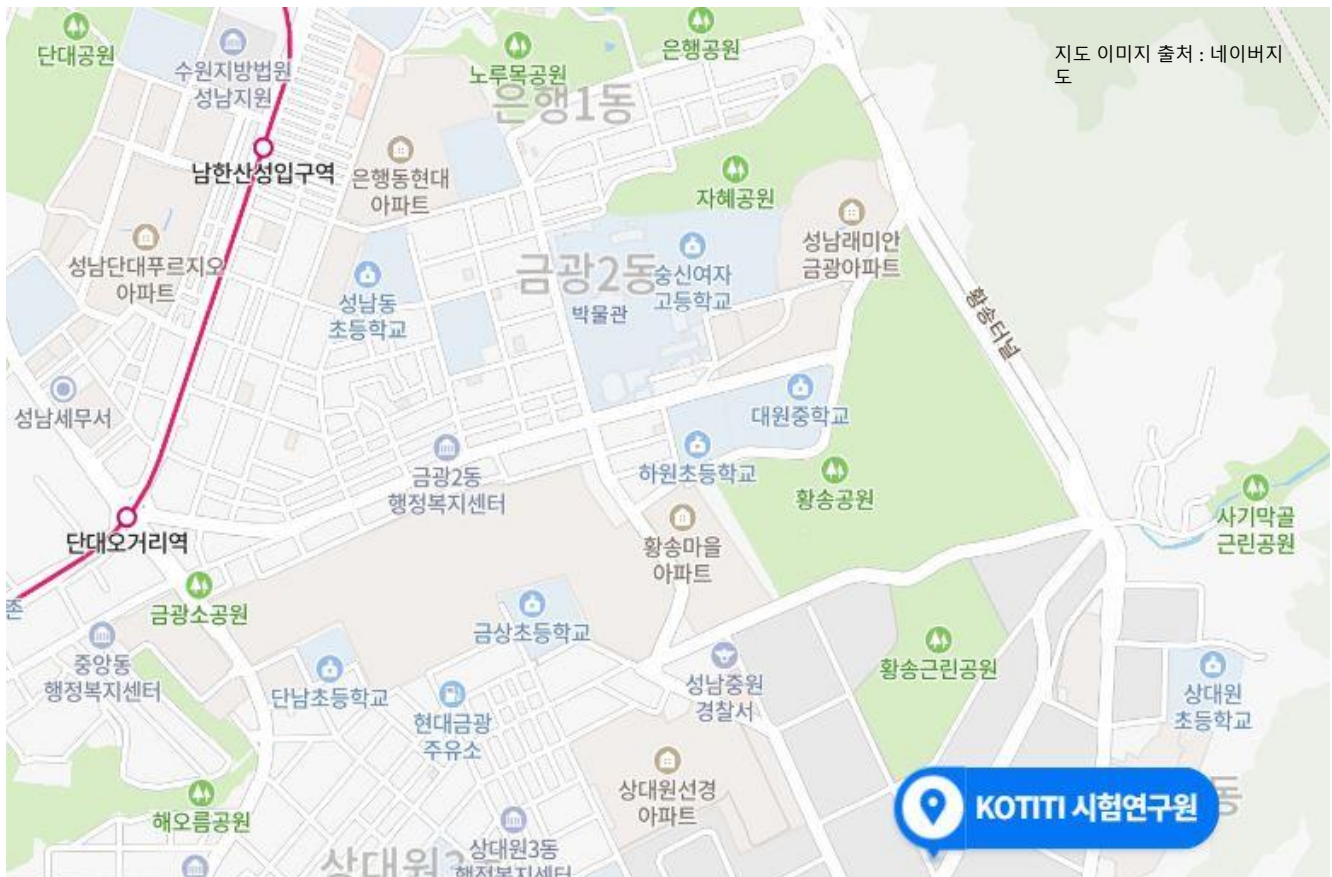 단대공원
수원지방법원
성남지원
노루목공원
은행공원
지도 이미지 출처 : 네이버지
도
은행1동
남한산성입구역
은행동현대
아파트
자혜공원
성남래미안
금광아파트
성남단대푸르지오
아파트
성남동
초등학교
금광2동
숭신여자
고등학교
박물관
황송터널
성남세무서
대원중학교
금광2동
행정복지센터
하원초등학교
황송공원
사기막골
근린공원
단대오거리역
황송마을
아파트
존
금광소공원
금상초등학교
중앙동
행정복지센터
단남초등학교
현대금광
주유소
성남중원
경찰서
황송근린공원
상대원
초등학교
상대원선경
아파트
해오름공원
KOTITI 시험연구원
동
상대원3동
행정복지센터
상대원